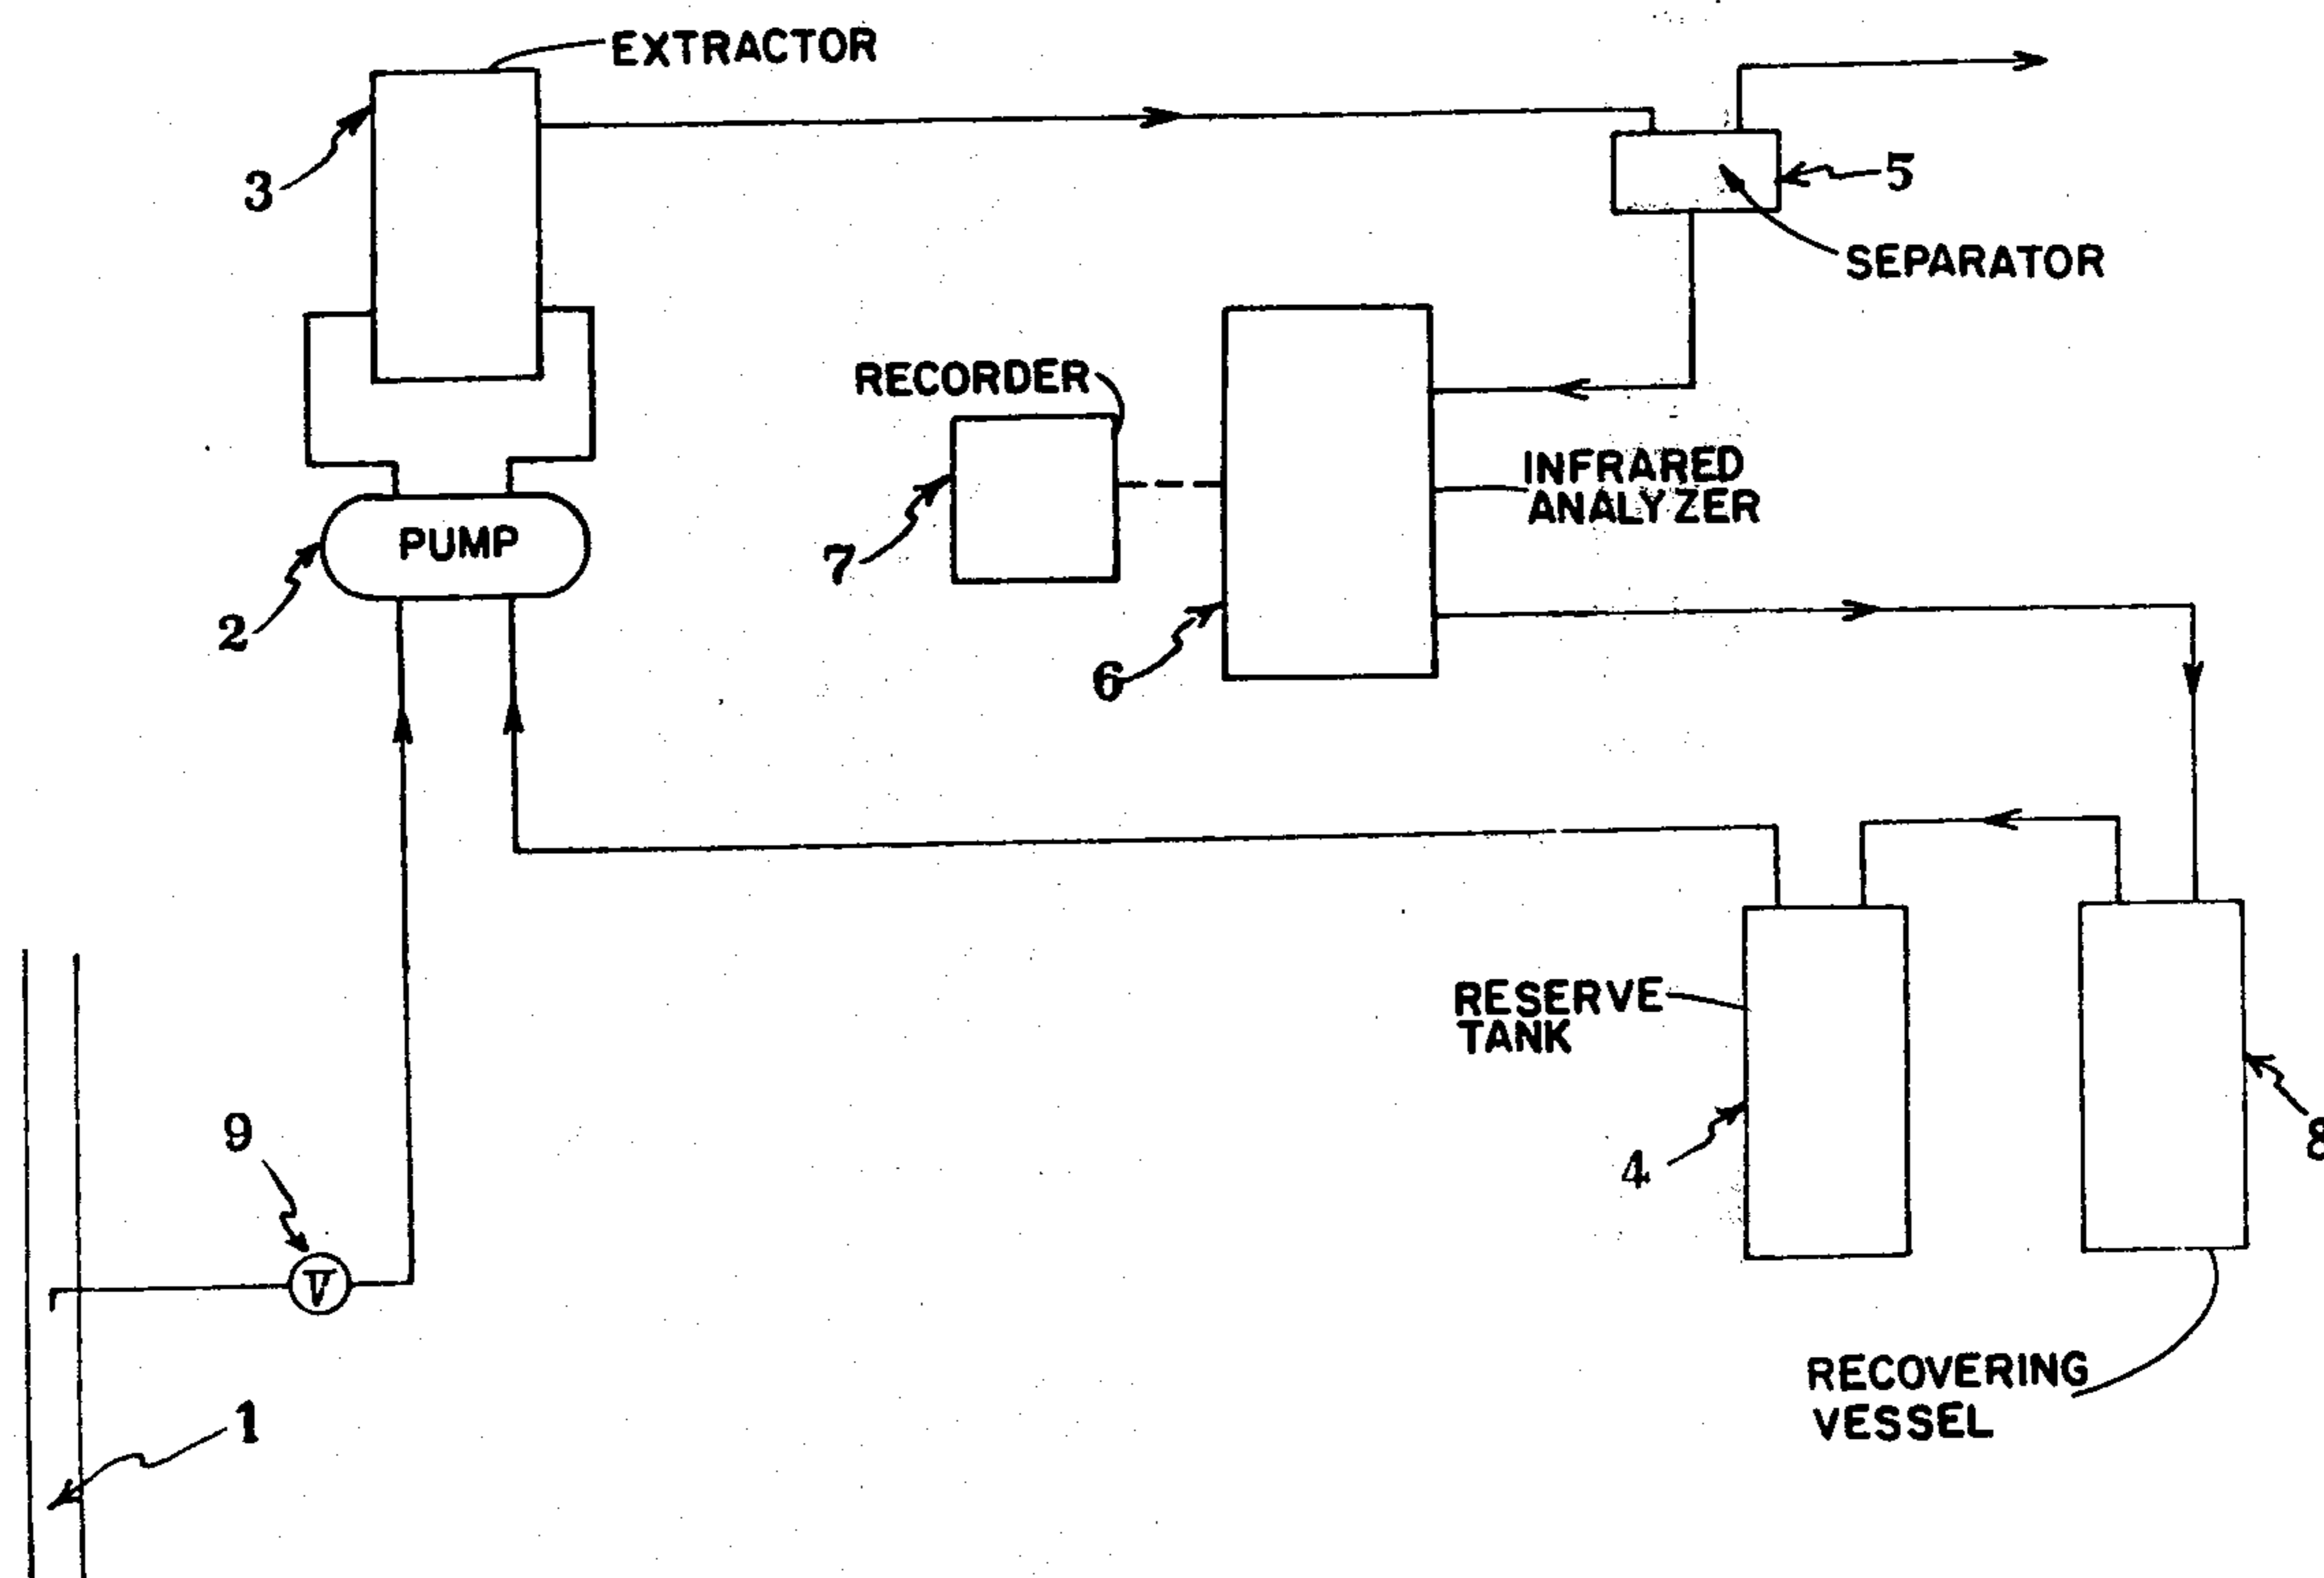 EXTRACTOR
3
5
SEPARATOR
RECORDER
INFRARED
ANALYZER
PUMP
7
2
6
RESERVE
TANK
9
8
4
V
RECOVERING
VESSEL
1